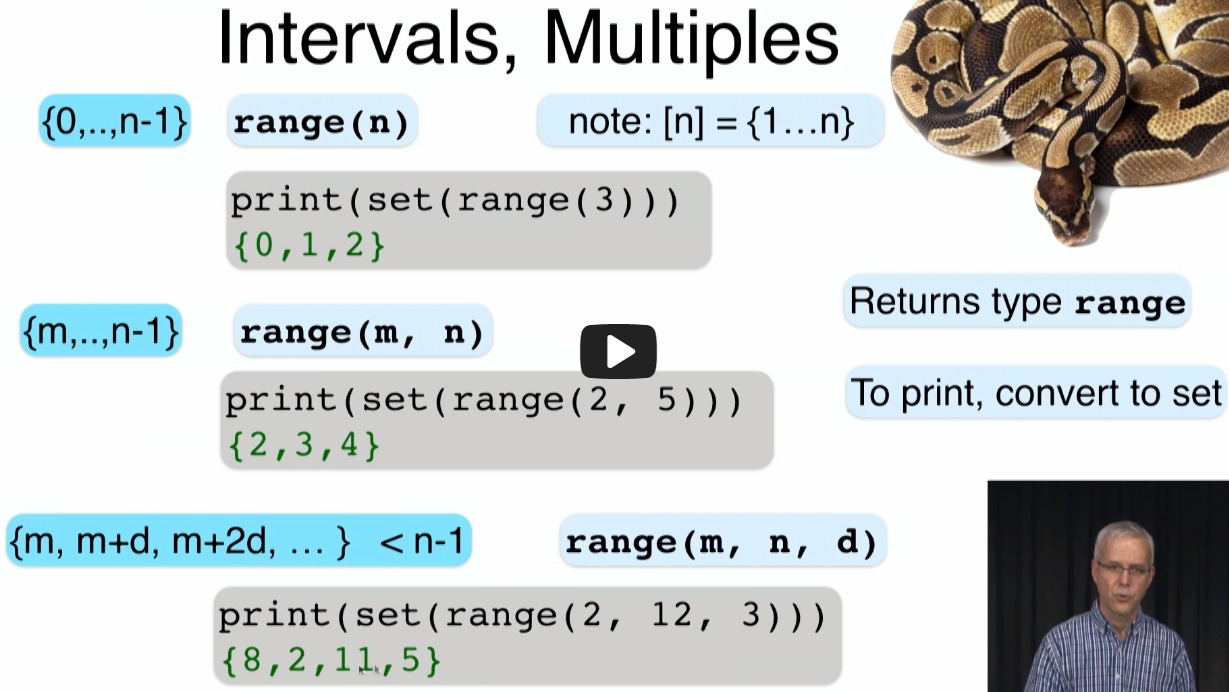 Intervals, Multiples
{0,..,n-1} range(n) note: [n] = {1…n}
print(set(range(3)))
{0,1,2}
Returns type range
{m,..,n-1} range(m, n)
To print, convert to set
print(set(range(2, 5)))
{2,3,4}
{m, m+d, m+2d, … } < n-1 range(m, n, d)
print(set(range(2, 12, 3)))
{8,2,11,5}